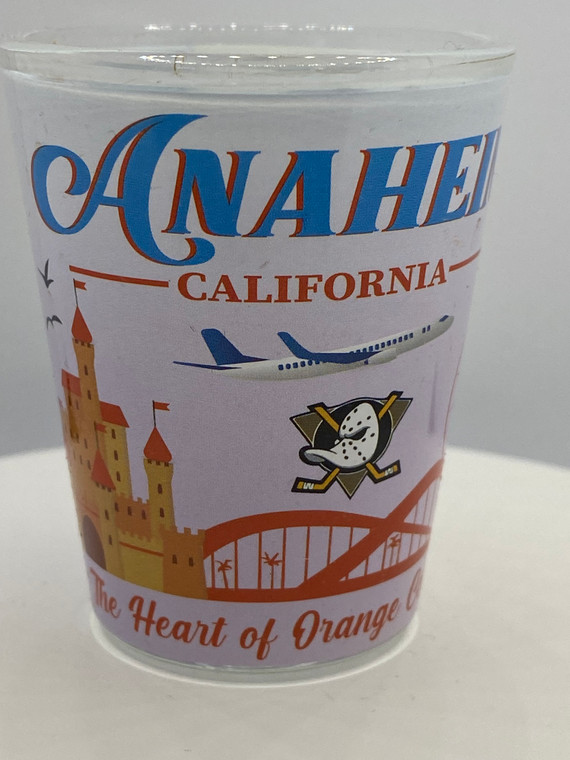 ANAHEI
CALIFORNIA
The Heart of Orange